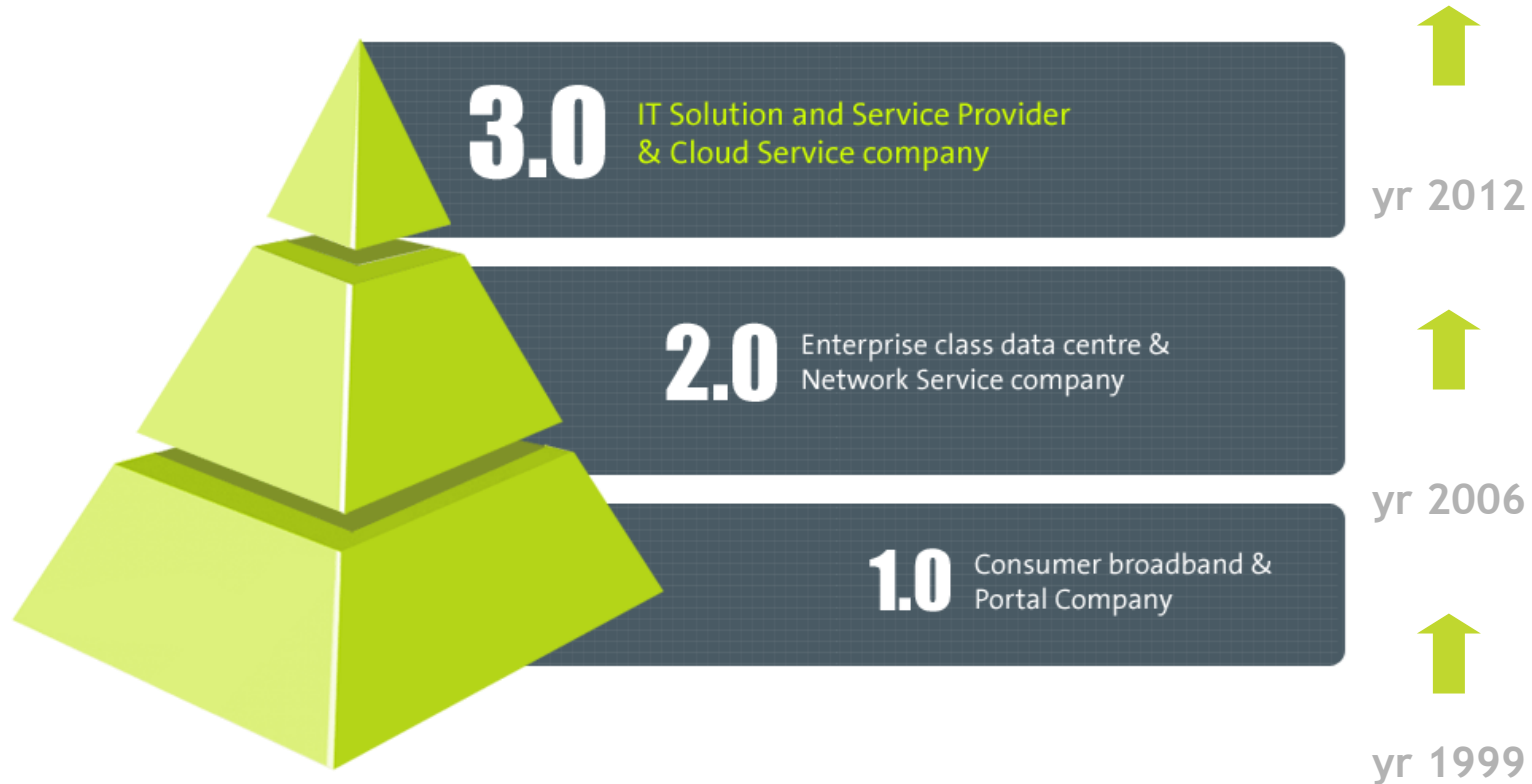 3.0
IT Solution and Service Provider
& Cloud Service company
yr 2012
2.0
Enterprise class data centre &
Network Service company
yr 2006
1.0
Consumer broadband &
Portal Company
yr 1999